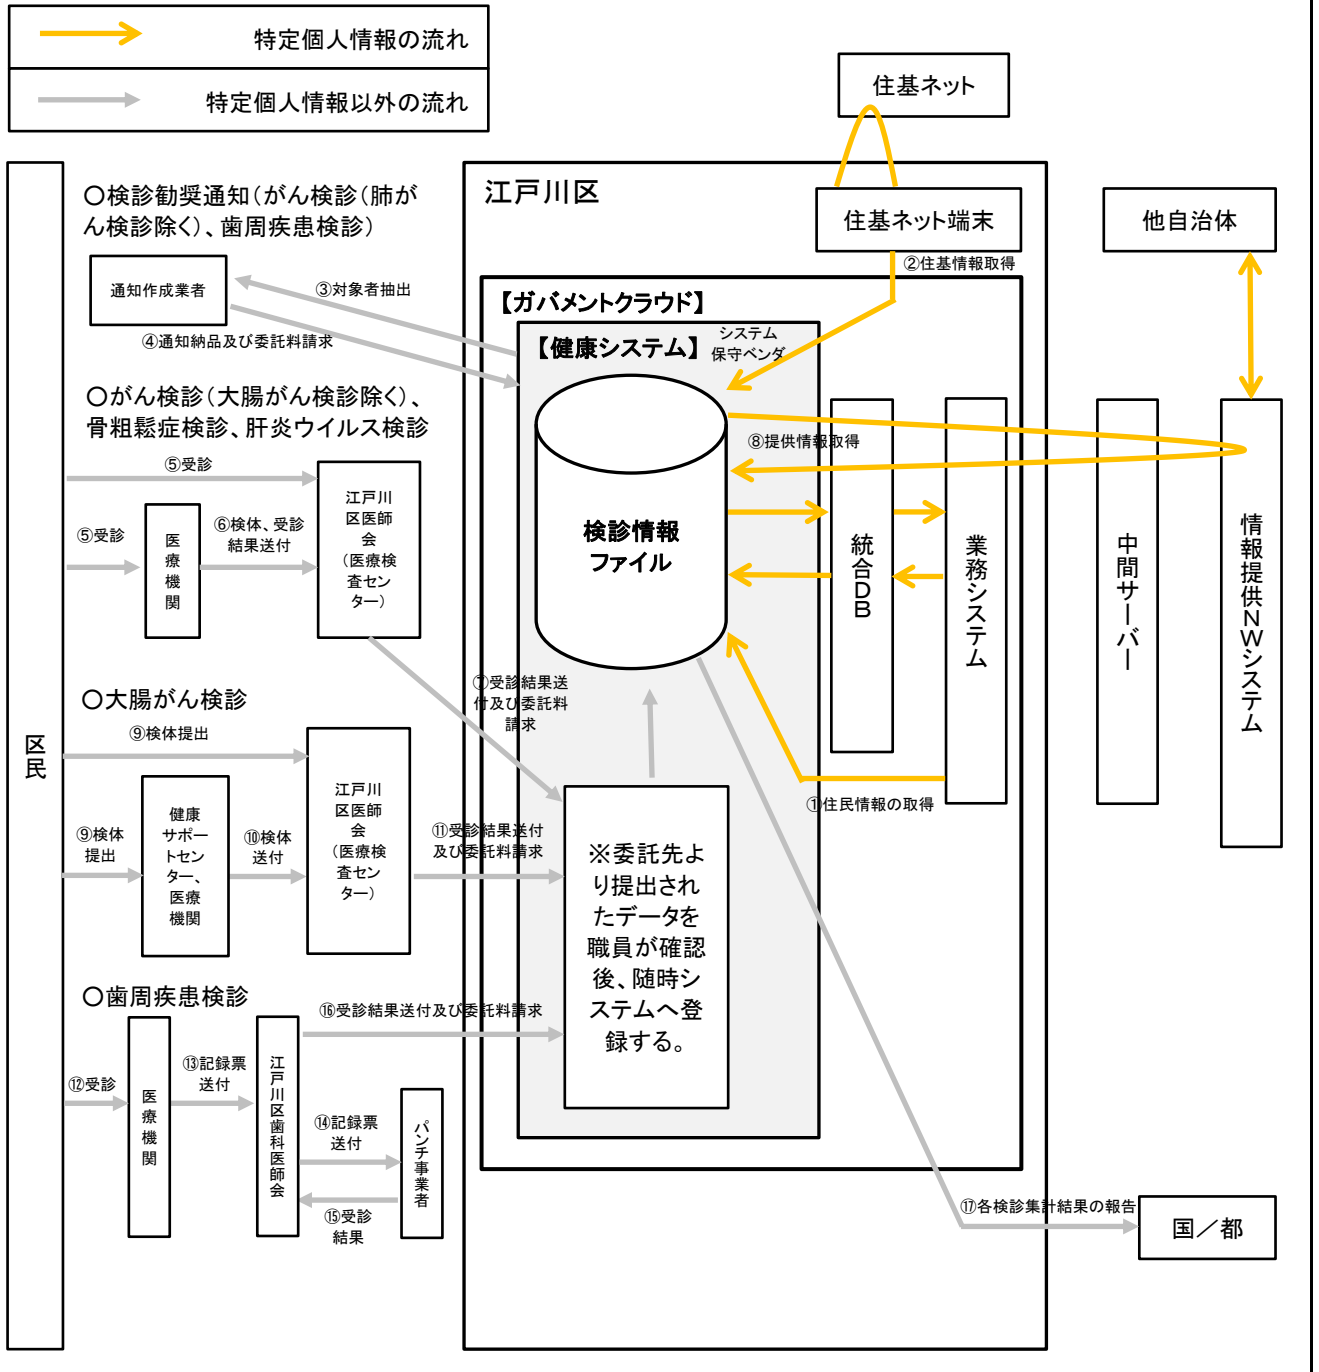 特定個人情報の流れ
特定個人情報以外の流れ
住基ネット
江戸川区
住基ネット端末
他自治体
②住基情報取得
〇検診勧奨通知(がん検診(肺が
ん検診除く)、歯周疾患検診)
通知作成業者
③対象者抽出
④通知納品及び委託料請求
【ガバメントクラウド】
【健康システム】
システム
保守ベンダ
〇がん検診(大腸がん検診除く)、
骨粗鬆症検診、肝炎ウイルス検診
⑤受診
⑤受診
医療機関
⑥検体、受診
結果送付
江戸川
区医師
会
(医療検
査セン
ター)
⑦受診結果送
付及び委託料
請求
検診情報
ファイル
⑧提供情報取得
統合DB
業務システム
中間サーバー
情報提供NWシステム
①住民情報の取得
区民
〇大腸がん検診
⑨検体提出
⑨検体
提出
健康
サポー
トセン
ター、
医療
機関
⑩検体
送付
江戸川
区医師
会
(医療検
査セン
ター)
⑪受診結果送付
及び委託料請求
※委託先よ
り提出され
たデータを
職員が確認
後、随時シ
ステムへ登
録する。
〇歯周疾患検診
⑫受診
医療機関
⑬記録票
送付
江戸川区歯科医師会
⑭記録票
送付
パンチ事業者
⑮受診
結果
⑯受診結果送付及び委託料請求
⑰各検診集計結果の報告
国/都